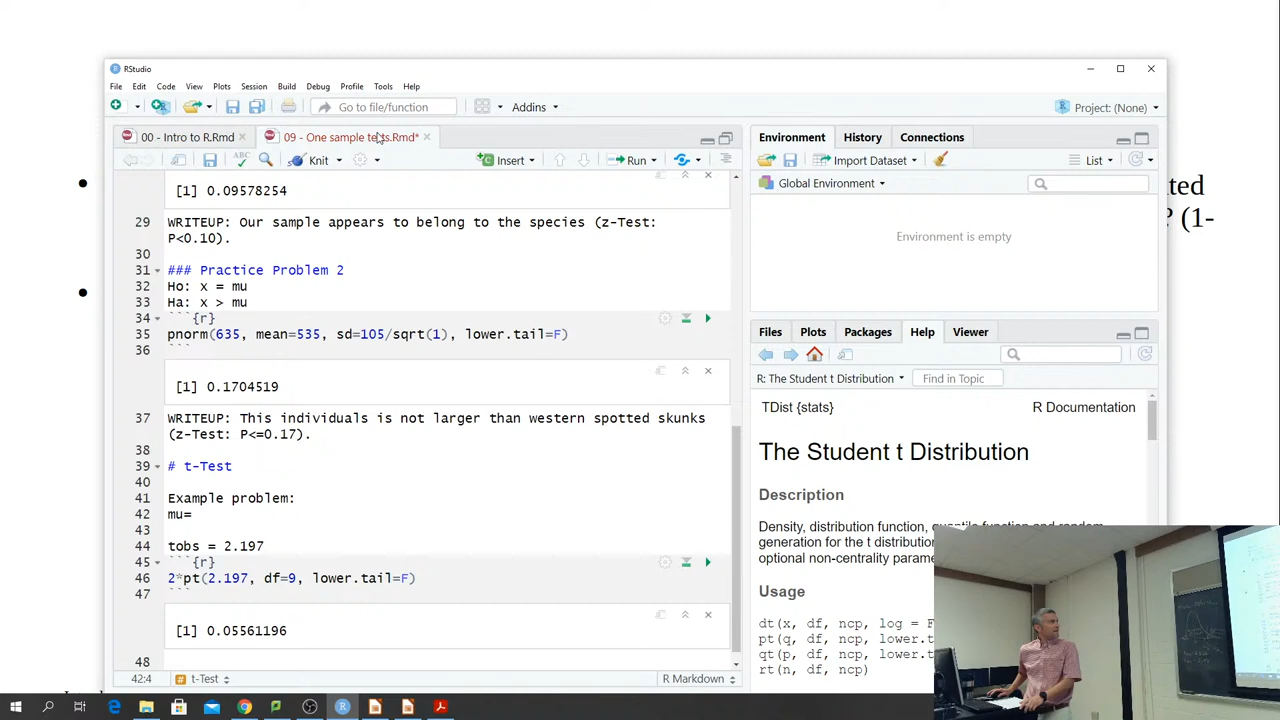 RStudio
File Edit Code View Plots Session Build Debug Profile Tools Help
Go to file/function Addins Project: (None)
00 - Intro to R.Rmd 09 - One sample tests.Rmd*
Knit Insert Run
[1] 0.09578254
29 WRITEUP: Our sample appears to belong to the species (z-Test:
P<0.10).
30
31 ### Practice Problem 2
32 Ho: x = mu
33 Ha: x > mu
34 ```{r}
35 pnorm(635, mean=535, sd=105/sqrt(1), lower.tail=F)
36 ```
[1] 0.1704519
37 WRITEUP: This individuals is not larger than western spotted skunks
(z-Test: P<=0.17).
38
39 # t-Test
40
41 Example problem:
42 mu=
43
44 tobs = 2.197
45 ```{r}
46 2*pt(2.197, df=9, lower.tail=F)
47 ```
[1] 0.05561196
48
42:4 # t-Test R Markdown
Environment History Connections
Import Dataset List
Global Environment
Environment is empty
Files Plots Packages Help Viewer
R: The Student t Distribution Find in Topic
TDist {stats} R Documentation
The Student t Distribution
Description
Density, distribution function, quantile function and random
generation for the t distribution
optional non-centrality parame
Usage
dt(x, df, ncp, log = F
pt(q, df, ncp, lower.t
qt(p, df, ncp, lower.t
rt(n, df, ncp)
ted
? (1-